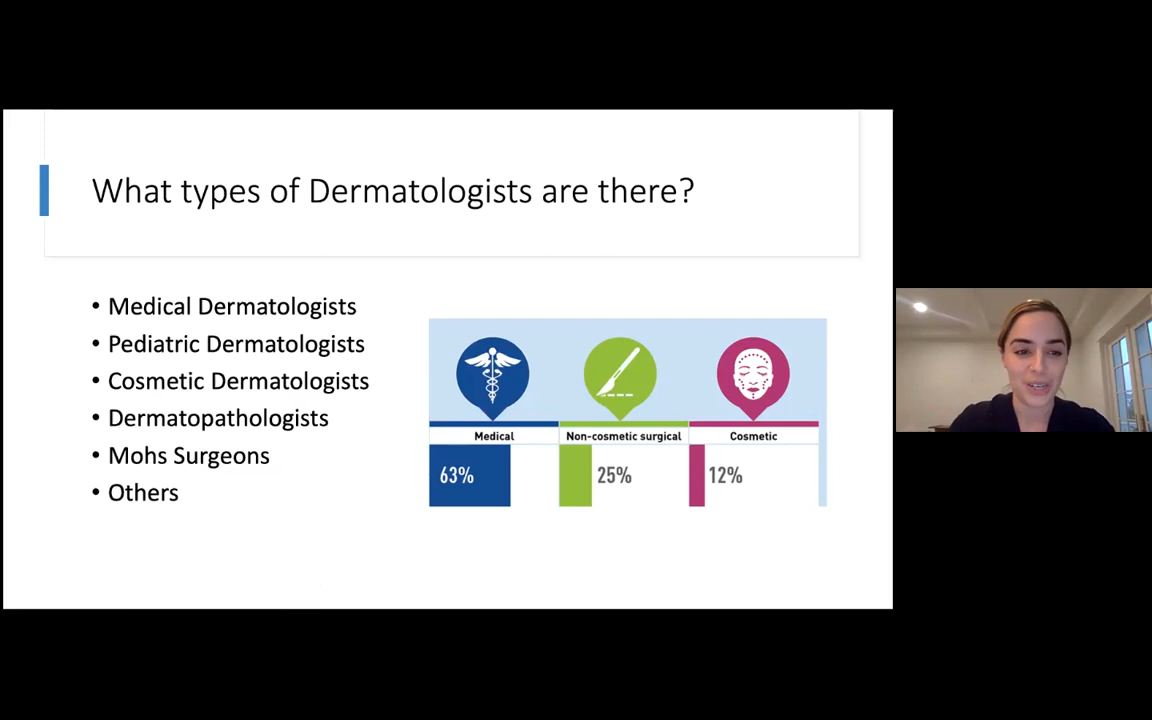 What types of Dermatologists are there?
• Medical Dermatologists
• Pediatric Dermatologists
• Cosmetic Dermatologists
• Dermatopathologists
• Mohs Surgeons
• Others
Medical Non-cosmetic surgical Cosmetic
63% 25% 12%